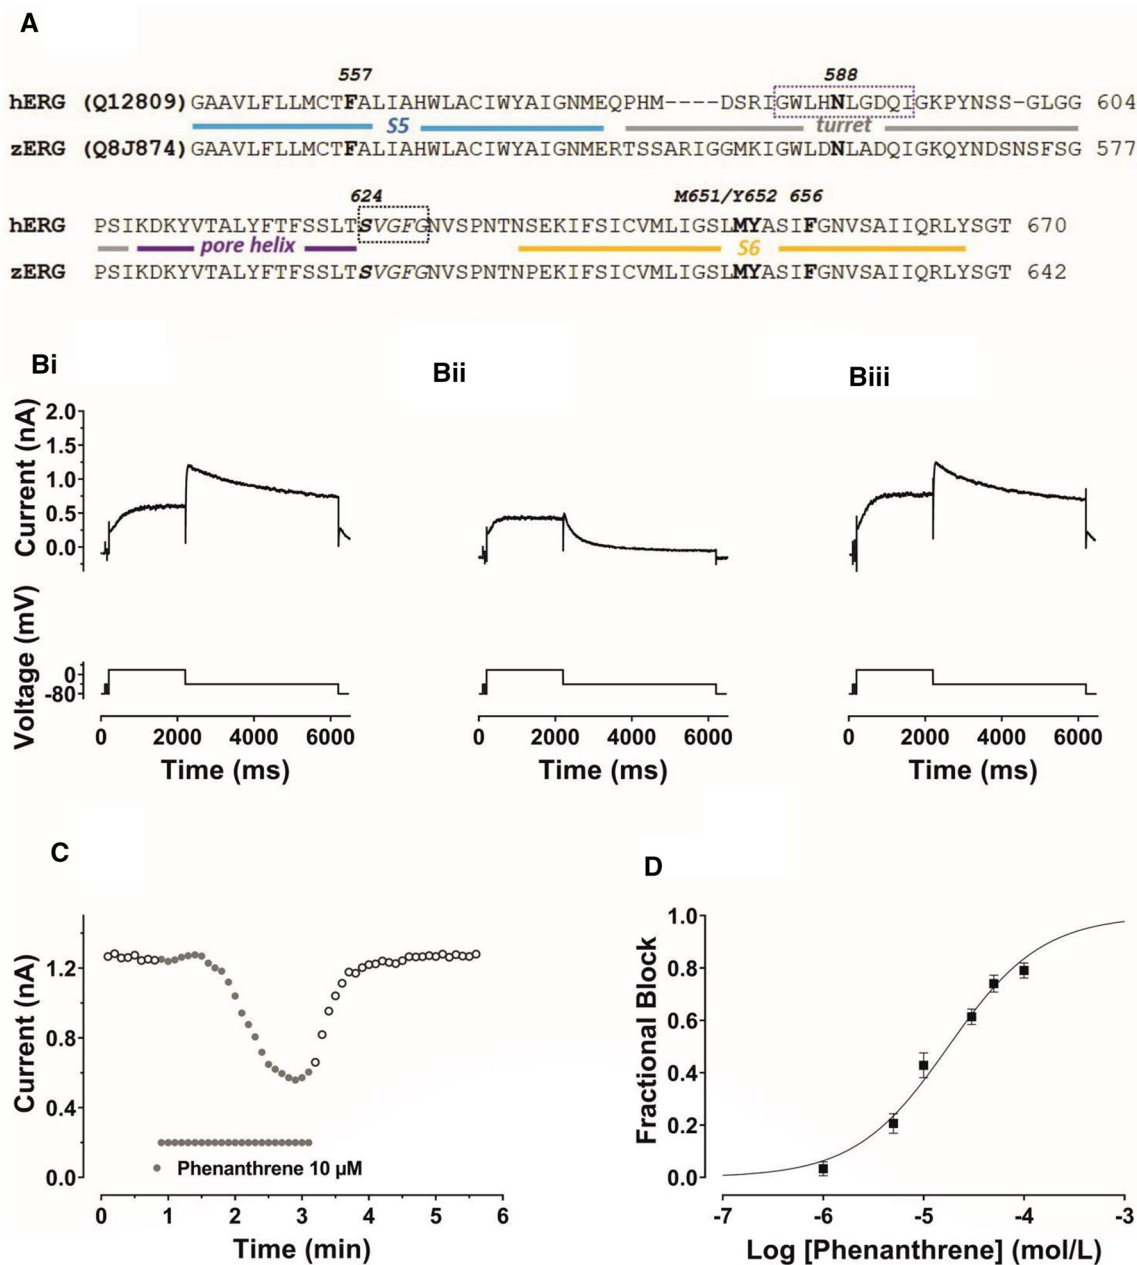 A
557 588
hERG (Q12809)GAAVLFLLMCTFALIAHWLACIWYAIGNMEQPHM----DSRIGWLHNLGDQIGKPYNSS-GLGG 604
S5 turret
zERG (Q8J874)GAAVLFLLMCTFALIAHWLACIWYAIGNMERTSSARIGGMKIGWLDNLADQIGKQYNDSNSFSG 577
624 M651/Y652 656
hERG PSIKDKYVTALYFTFSSLTSVGFGNVSPNTNSEKIFSICVMLIGSLMYASIFGNVSAIIQRLYSGT 670
pore helix S6
zERG PSIKDKYVTALYFTFSSLTSVGFGNVSPNTNPEKIFSICVMLIGSLMYASIFGNVSAIIQRLYSGT 642
Bi Bii Biii
Current (nA)
2.0
1.5
1.0
0.5
0.0
Voltage (mV)
0
-80
0 2000 4000 6000
Time (ms)
0 2000 4000 6000
Time (ms)
0 2000 4000 6000
Time (ms)
C
Current (nA)
1.2
0.8
0.4
0.0
Phenanthrene 10 µM
0 1 2 3 4 5 6
Time (min)
D
Fractional Block
1.0
0.8
0.6
0.4
0.2
0.0
-7 -6 -5 -4 -3
Log [Phenanthrene] (mol/L)